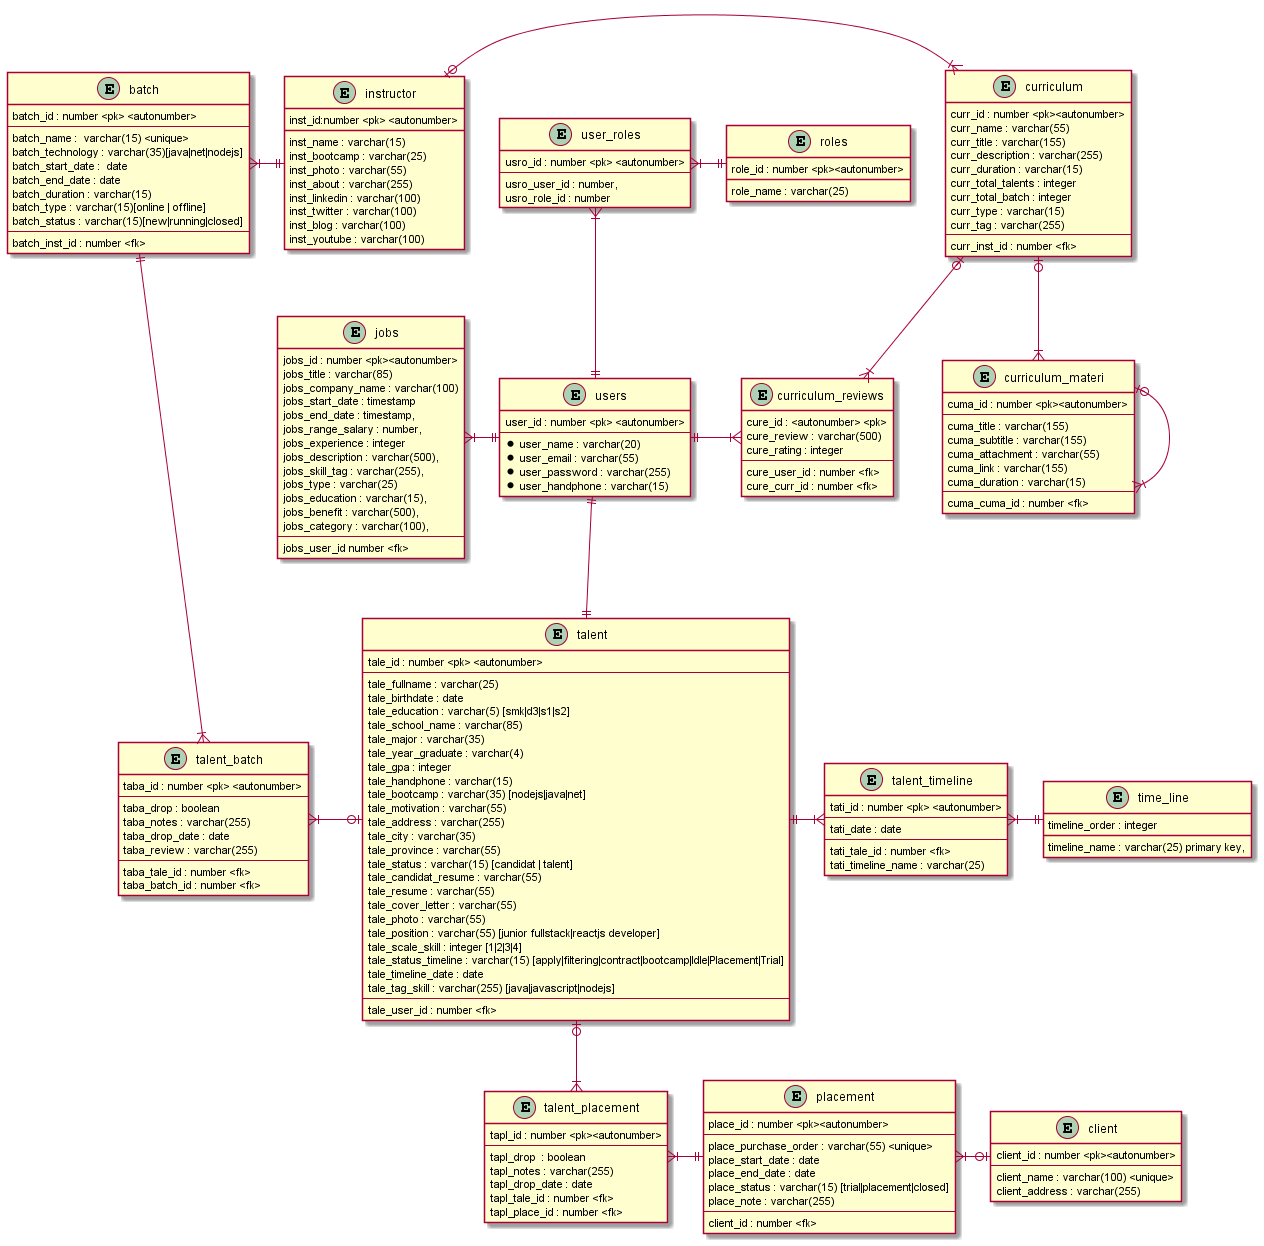 E batch
batch_id : number <pk> <autonumber>
batch_name :  varchar(15) <unique>
batch_technology : varchar(35)[java|net|nodejs]
batch_start_date :  date
batch_end_date : date
batch_duration : varchar(15)
batch_type : varchar(15)[online | offline]
batch_status : varchar(15)[new|running|closed]
batch_inst_id : number <fk>
E instructor
inst_id:number <pk> <autonumber>
inst_name : varchar(15)
inst_bootcamp : varchar(25)
inst_photo : varchar(55)
inst_about : varchar(255)
inst_linkedin : varchar(100)
inst_twitter : varchar(100)
inst_blog : varchar(100)
inst_youtube : varchar(100)
E user_roles
usro_id : number <pk> <autonumber>
usro_user_id : number,
usro_role_id : number
E roles
role_id : number <pk><autonumber>
role_name : varchar(25)
E curriculum
curr_id : number <pk><autonumber>
curr_name : varchar(55)
curr_title : varchar(155)
curr_description : varchar(255)
curr_duration : varchar(15)
curr_total_talents : integer
curr_total_batch : integer
curr_type : varchar(15)
curr_tag : varchar(255)
curr_inst_id : number <fk>
E jobs
jobs_id : number <pk><autonumber>
jobs_title : varchar(85)
jobs_company_name : varchar(100)
jobs_start_date : timestamp
jobs_end_date : timestamp,
jobs_range_salary : number,
jobs_experience : integer
jobs_description : varchar(500),
jobs_skill_tag : varchar(255),
jobs_type : varchar(25)
jobs_education : varchar(15),
jobs_benefit : varchar(500),
jobs_category : varchar(100),
jobs_user_id number <fk>
E users
user_id : number <pk> <autonumber>
user_name : varchar(20)
user_email : varchar(55)
user_password : varchar(255)
user_handphone : varchar(15)
E curriculum_reviews
cure_id : <autonumber> <pk>
cure_review : varchar(500)
cure_rating : integer
cure_user_id : number <fk>
cure_curr_id : number <fk>
E curriculum_materi
cuma_id : number <pk><autonumber>
cuma_title : varchar(155)
cuma_subtitle : varchar(155)
cuma_attachment : varchar(55)
cuma_link : varchar(155)
cuma_duration : varchar(15)
cuma_cuma_id : number <fk>
E talent
tale_id : number <pk> <autonumber>
tale_fullname : varchar(25)
tale_birthdate : date
tale_education : varchar(5) [smk|d3|s1|s2]
tale_school_name : varchar(85)
tale_major : varchar(35)
tale_year_graduate : varchar(4)
tale_gpa : integer
tale_handphone : varchar(15)
tale_bootcamp : varchar(35) [nodejs|java|net]
tale_motivation : varchar(55)
tale_address : varchar(255)
tale_city : varchar(35)
tale_province : varchar(55)
tale_status : varchar(15) [candidat | talent]
tale_candidat_resume : varchar(55)
tale_resume : varchar(55)
tale_cover_letter : varchar(55)
tale_photo : varchar(55)
tale_position : varchar(55) [junior fullstack|reactjs developer]
tale_scale_skill : integer [1|2|3|4]
tale_status_timeline : varchar(15) [apply|filtering|contract|bootcamp|Idle|Placement|Trial]
tale_timeline_date : date
tale_tag_skill : varchar(255) [java|javascript|nodejs]
tale_user_id : number <fk>
E talent_batch
taba_id : number <pk> <autonumber>
taba_drop : boolean
taba_notes : varchar(255)
taba_drop_date : date
taba_review : varchar(255)
taba_tale_id : number <fk>
taba_batch_id : number <fk>
E talent_timeline
tati_id : number <pk> <autonumber>
tati_date : date
tati_tale_id : number <fk>
tati_timeline_name : varchar(25)
E time_line
timeline_order : integer
timeline_name : varchar(25) primary key,
E talent_placement
tapl_id : number <pk><autonumber>
tapl_drop  : boolean
tapl_notes : varchar(255)
tapl_drop_date : date
tapl_tale_id : number <fk>
tapl_place_id : number <fk>
E placement
place_id : number <pk><autonumber>
place_purchase_order : varchar(55) <unique>
place_start_date : date
place_end_date : date
place_status : varchar(15) [trial|placement|closed]
place_note : varchar(255)
client_id : number <fk>
E client
client_id : number <pk><autonumber>
client_name : varchar(100) <unique>
client_address : varchar(255)